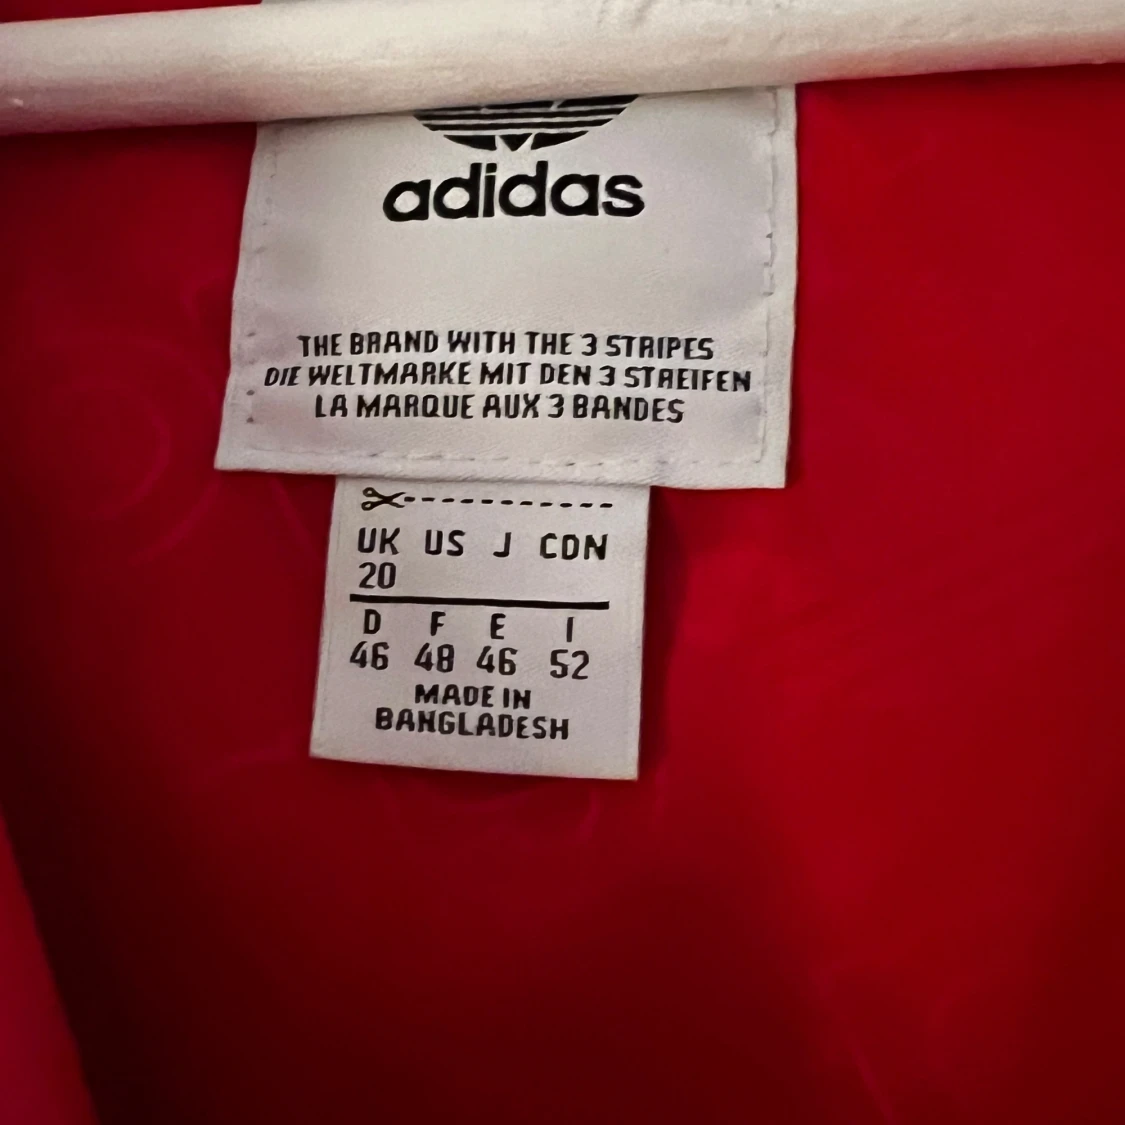 adidas
THE BRAND WITH THE 3 STRIPES
DIE WELTMARKE MIT DEN 3 STREIFEN
LA MARQUE AUX 3 BANDES
UK US J CDN
20
D F E I
46 48 46 52
MADE IN
BANGLADESH